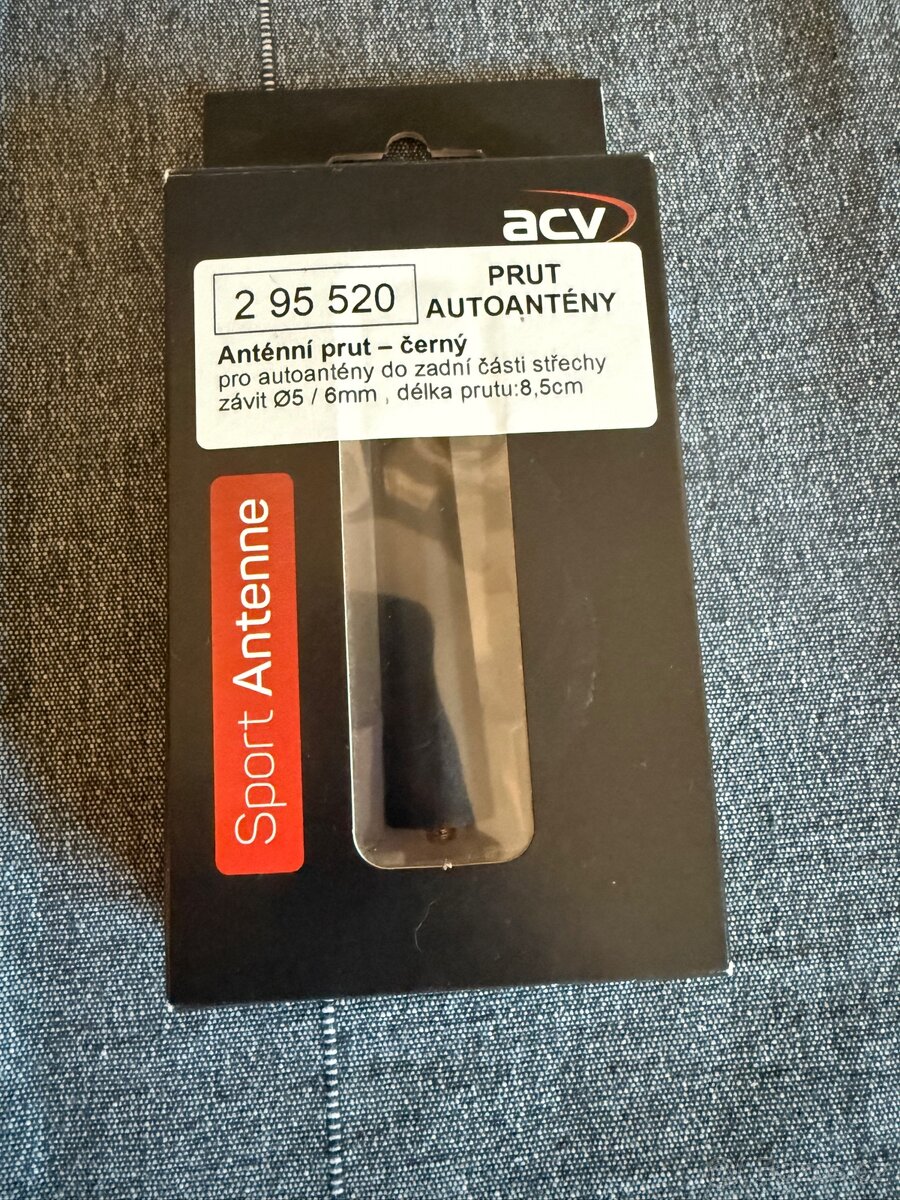 acv
2 95 520
PRUT
AUTOANTÉNY
Anténní prut – černý
pro autoantény do zadní části střechy
závit Ø5 / 6mm , délka prutu:8,5cm
Sport Antenne